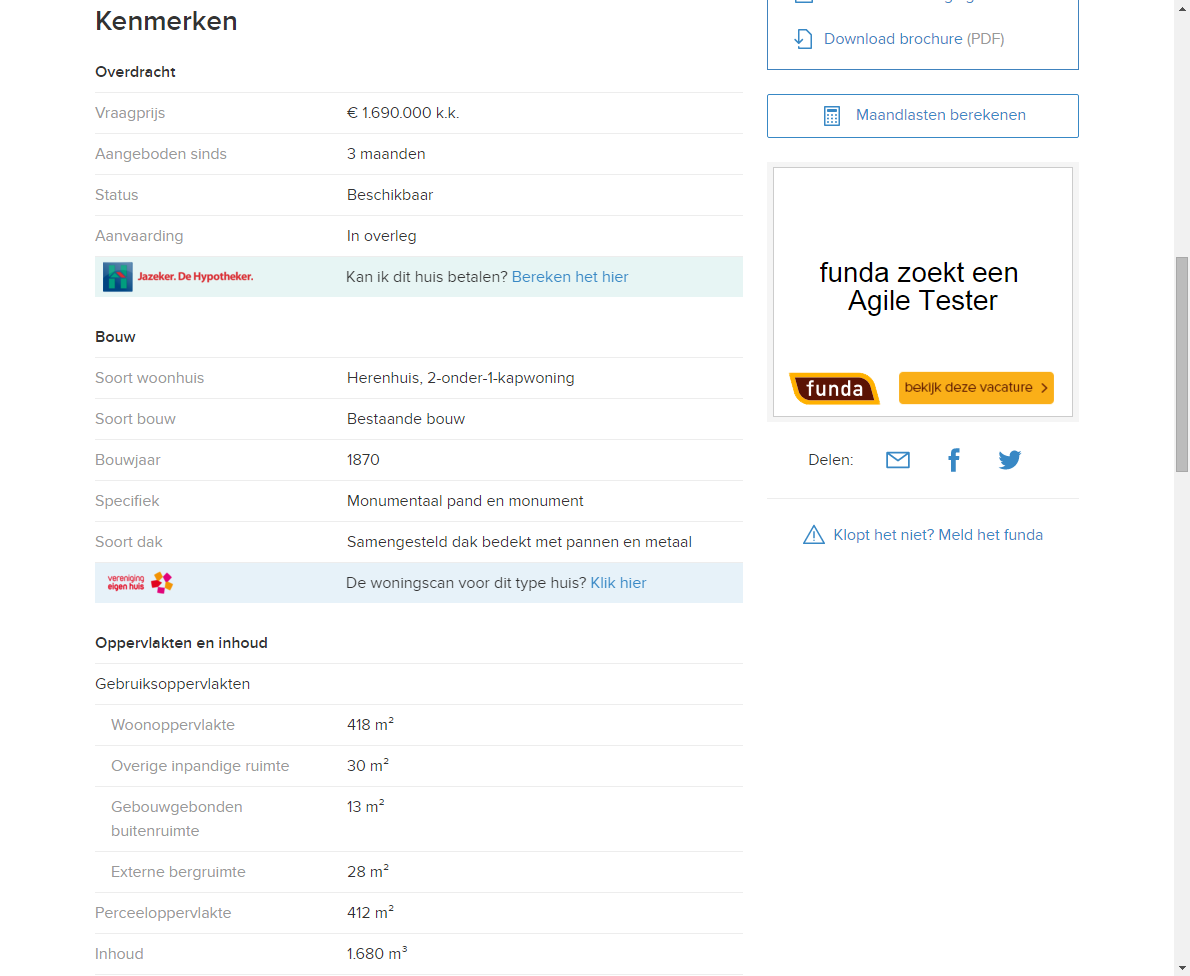 Kenmerken
Overdracht
Vraagprijs € 1.690.000 k.k.
Aangeboden sinds 3 maanden
Status Beschikbaar
Aanvaarding In overleg
Jazeker. De Hypotheker. Kan ik dit huis betalen? Bereken het hier
Bouw
Soort woonhuis Herenhuis, 2-onder-1-kapwoning
Soort bouw Bestaande bouw
Bouwjaar 1870
Specifiek Monumentaal pand en monument
Soort dak Samengesteld dak bedekt met pannen en metaal
vereniging
eigen huis De woningscan voor dit type huis? Klik hier
Oppervlakten en inhoud
Gebruiksoppervlakten
Woonoppervlakte 418 m²
Overige inpandige ruimte 30 m²
Gebouwgebonden 13 m²
buitenruimte
Externe bergruimte 28 m²
Perceeloppervlakte 412 m²
Inhoud 1.680 m³
Download brochure (PDF)
Maandlasten berekenen
funda zoekt een
Agile Tester
funda bekijk deze vacature
Delen:
Klopt het niet? Meld het funda